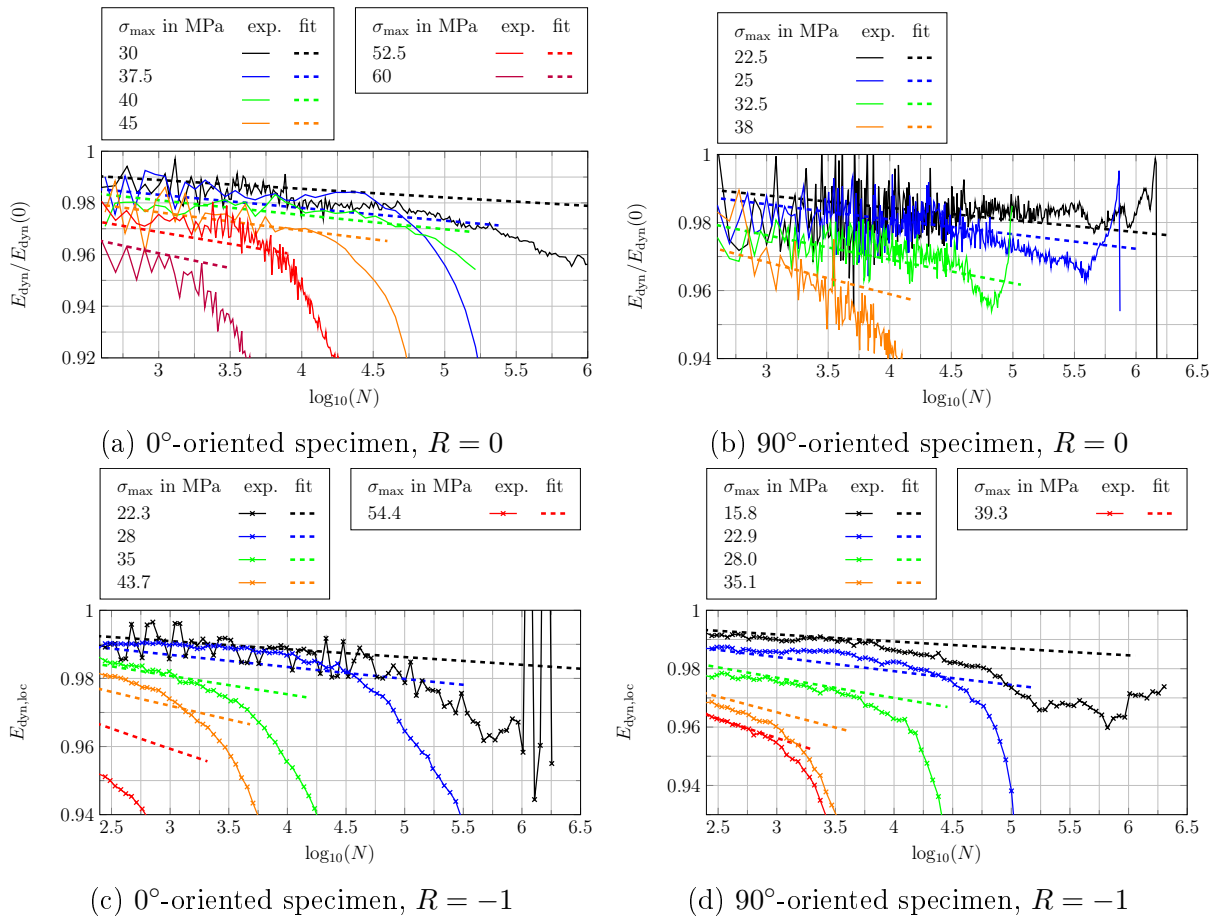 σmax in MPa exp. fit
30
37.5
40
45
σmax in MPa exp. fit
52.5
60
Edyn/Edyn(0)
1
0.98
0.96
0.94
0.92
3 3.5 4 4.5 5 5.5 6
log10(N)
(a) 0°-oriented specimen, R = 0
σmax in MPa exp. fit
22.5
25
32.5
38
Edyn/Edyn(0)
1
0.98
0.96
0.94
3 3.5 4 4.5 5 5.5 6 6.5
log10(N)
(b) 90°-oriented specimen, R = 0
σmax in MPa exp. fit
22.3
28
35
43.7
σmax in MPa exp. fit
54.4
Edyn,loc
1
0.98
0.96
0.94
2.5 3 3.5 4 4.5 5 5.5 6 6.5
log10(N)
(c) 0°-oriented specimen, R = −1
σmax in MPa exp. fit
15.8
22.9
28.0
35.1
σmax in MPa exp. fit
39.3
Edyn,loc
1
0.98
0.96
0.94
2.5 3 3.5 4 4.5 5 5.5 6 6.5
log10(N)
(d) 90°-oriented specimen, R = −1